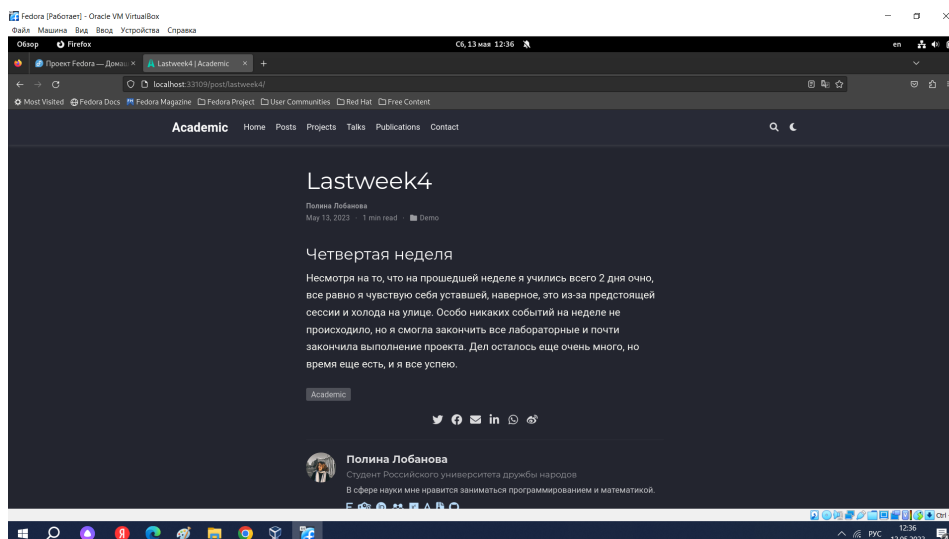 Fedora [Работает] - Oracle VM VirtualBox
Файл Машина Вид Ввод Устройства Справка
Обзор Firefox Сб, 13 мая 12:36 en
Проект Fedora — Домаш × Lastweek4 | Academic × +
localhost:33109/post/lastweek4/
Most Visited Fedora Docs Fedora Magazine Fedora Project User Communities Red Hat Free Content
Academic Home Posts Projects Talks Publications Contact
Lastweek4
Полина Лобанова
May 13, 2023 · 1 min read · Demo
Четвертая неделя
Несмотря на то, что на прошедшей неделе я учились всего 2 дня очно,
все равно я чувствую себя уставшей, наверное, это из-за предстоящей
сессии и холода на улице. Особо никаких событий на неделе не
происходило, но я смогла закончить все лабораторные и почти
закончила выполнение проекта. Дел осталось еще очень много, но
время еще есть, и я все успею.
Academic
Полина Лобанова
Студент Российского университета дружбы народов
В сфере науки мне нравится заниматься программированием и математикой.
Ctrl
РУС 12:36